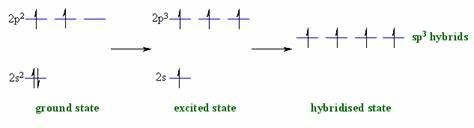 2p² 2p³
sp³ hybrids
2s² 2s
ground state excited state hybridised state